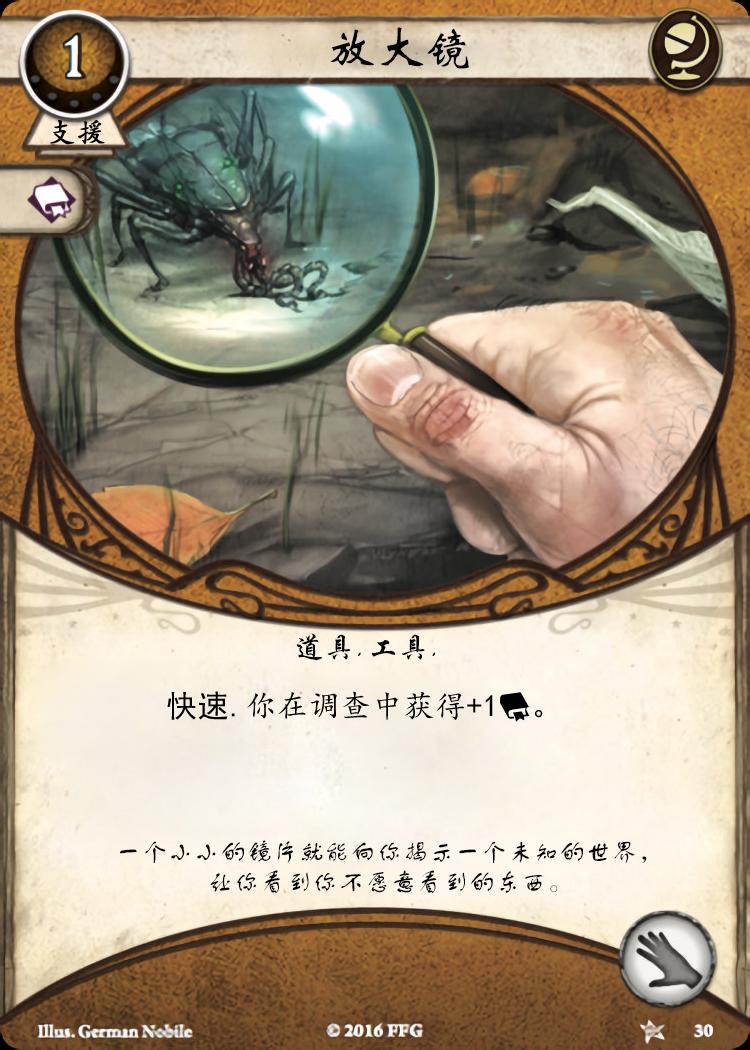 1
放大镜
支援
道具.工具.
快速.你在调查中获得+1。
一个小小的镜片就能向你揭示一个未知的世界，
让你看到你不愿意看到的东西。
Illus. German Nobile
© 2016 FFG
30